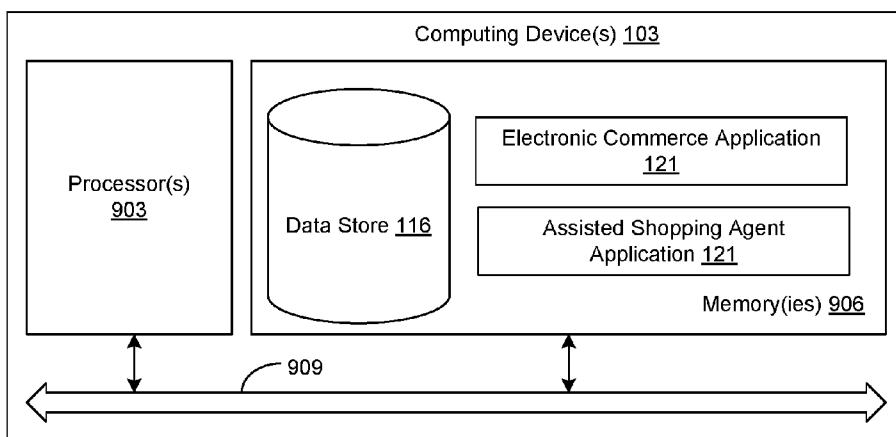 Computing Device(s) 103
Processor(s)
903
Data Store 116
Electronic Commerce Application
121
Assisted Shopping Agent
Application 121
Memory(ies) 906
909